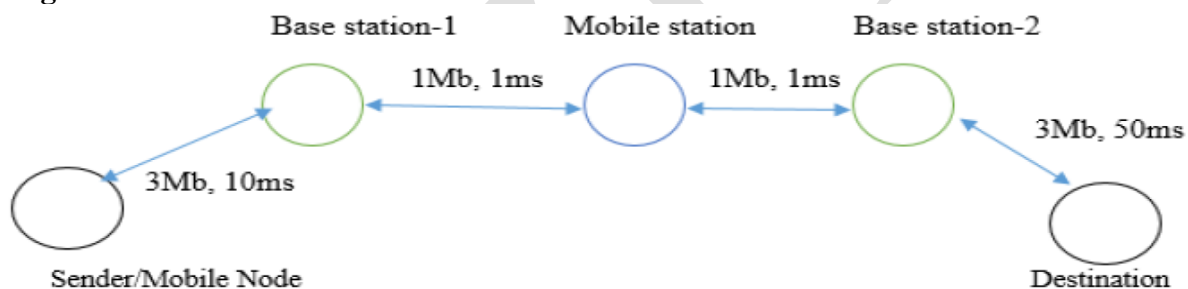 Base station-1
Mobile station
Base station-2
1Mb, 1ms
1Mb, 1ms
3Mb, 50ms
3Mb, 10ms
Sender/Mobile Node
Destination